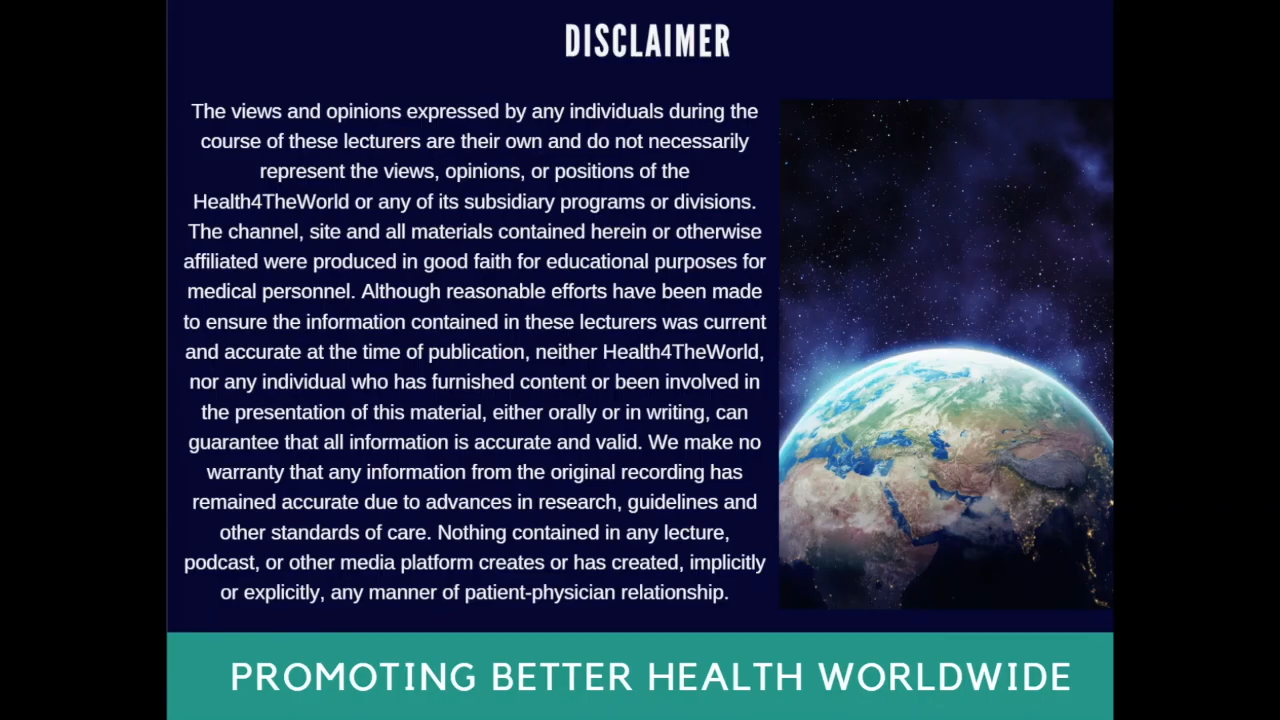 DISCLAIMER
The views and opinions expressed by any individuals during the
course of these lecturers are their own and do not necessarily
represent the views, opinions, or positions of the
Health4TheWorld or any of its subsidiary programs or divisions.
The channel, site and all materials contained herein or otherwise
affiliated were produced in good faith for educational purposes for
medical personnel. Although reasonable efforts have been made
to ensure the information contained in these lecturers was current
and accurate at the time of publication, neither Health4TheWorld,
nor any individual who has furnished content or been involved in
the presentation of this material, either orally or in writing, can
guarantee that all information is accurate and valid. We make no
warranty that any information from the original recording has
remained accurate due to advances in research, guidelines and
other standards of care. Nothing contained in any lecture,
podcast, or other media platform creates or has created, implicitly
or explicitly, any manner of patient-physician relationship.
PROMOTING BETTER HEALTH WORLDWIDE